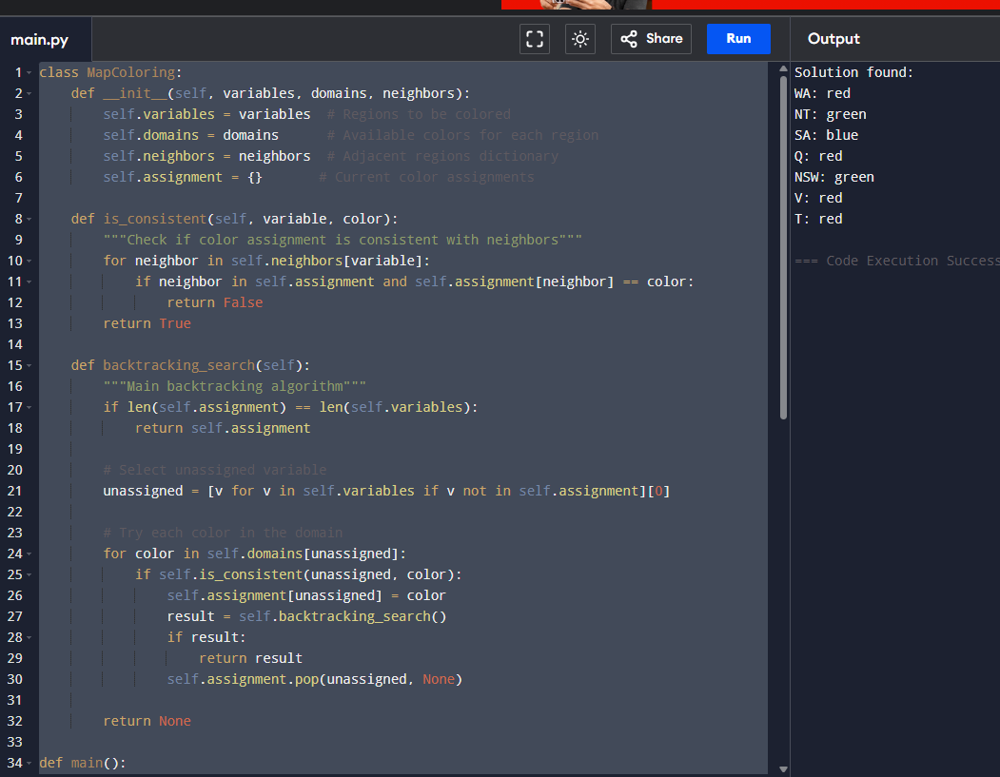 main.py
Share
Run
Output
1 class MapColoring:
2     def __init__(self, variables, domains, neighbors):
3         self.variables = variables  # Regions to be colored
4         self.domains = domains      # Available colors for each region
5         self.neighbors = neighbors  # Adjacent regions dictionary
6         self.assignment = {}       # Current color assignments
7
8     def is_consistent(self, variable, color):
9         """Check if color assignment is consistent with neighbors"""
10         for neighbor in self.neighbors[variable]:
11             if neighbor in self.assignment and self.assignment[neighbor] == color:
12                 return False
13         return True
14
15     def backtracking_search(self):
16         """Main backtracking algorithm"""
17         if len(self.assignment) == len(self.variables):
18             return self.assignment
19
20         # Select unassigned variable
21         unassigned = [v for v in self.variables if v not in self.assignment][0]
22
23         # Try each color in the domain
24         for color in self.domains[unassigned]:
25             if self.is_consistent(unassigned, color):
26                 self.assignment[unassigned] = color
27                 result = self.backtracking_search()
28                 if result:
29                     return result
30                 self.assignment.pop(unassigned, None)
31
32         return None
33
34 def main():
Solution found:
WA: red
NT: green
SA: blue
Q: red
NSW: green
V: red
T: red
=== Code Execution Success